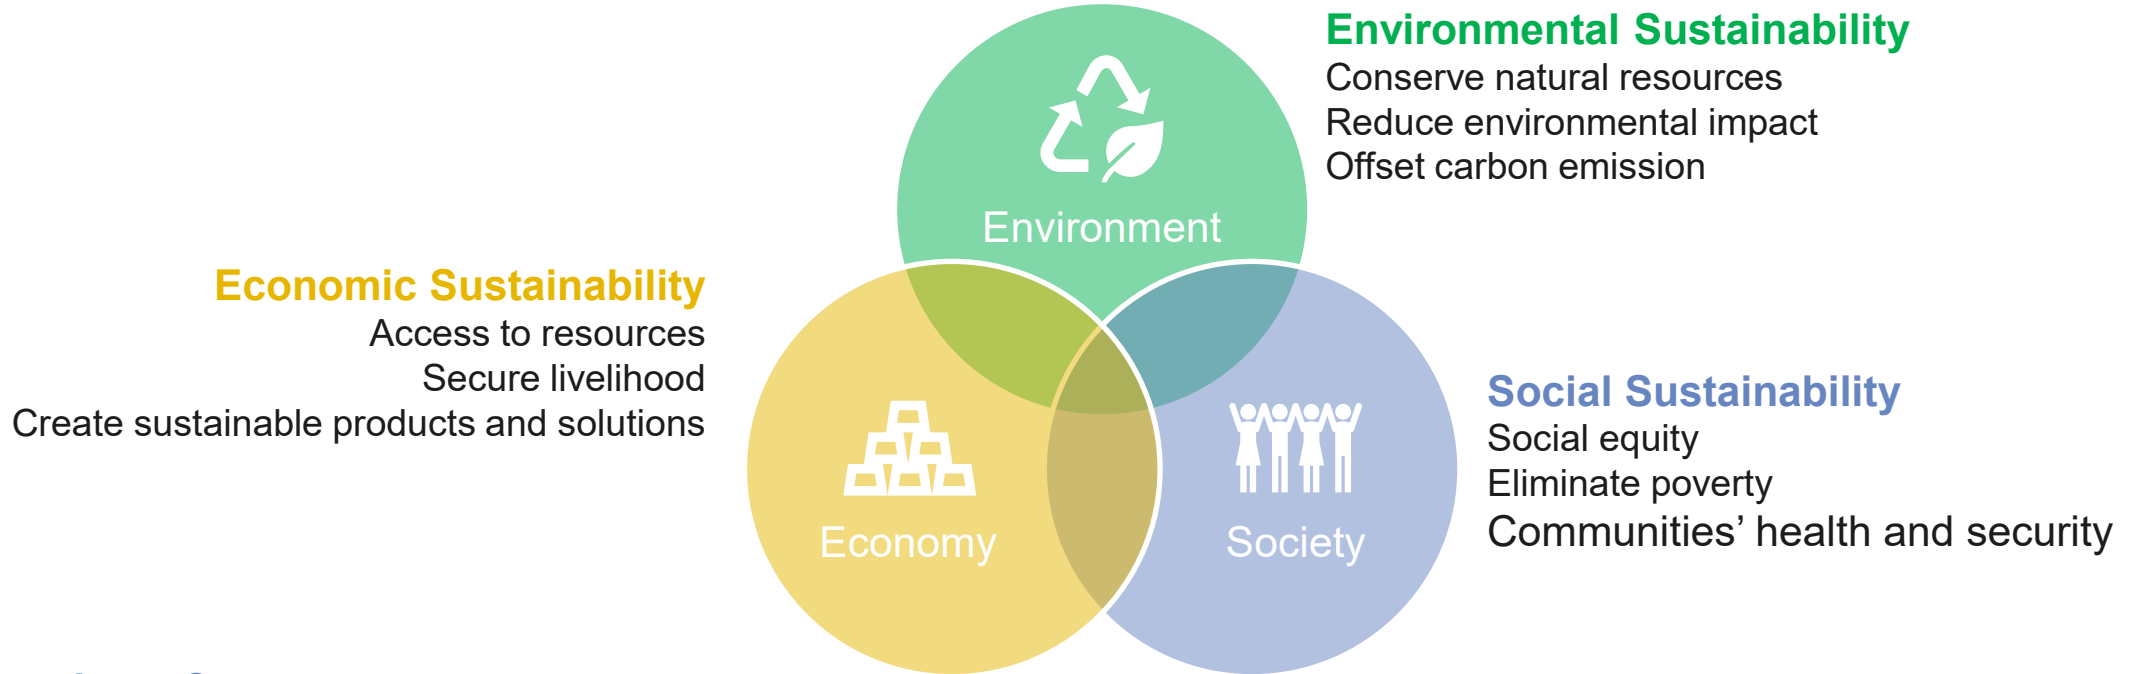 Environmental Sustainability
Conserve natural resources
Reduce environmental impact
Offset carbon emission
Environment
Economic Sustainability
Access to resources
Secure livelihood
Create sustainable products and solutions
Economy
Social Sustainability
Social equity
Eliminate poverty
Communities’ health and security
Society